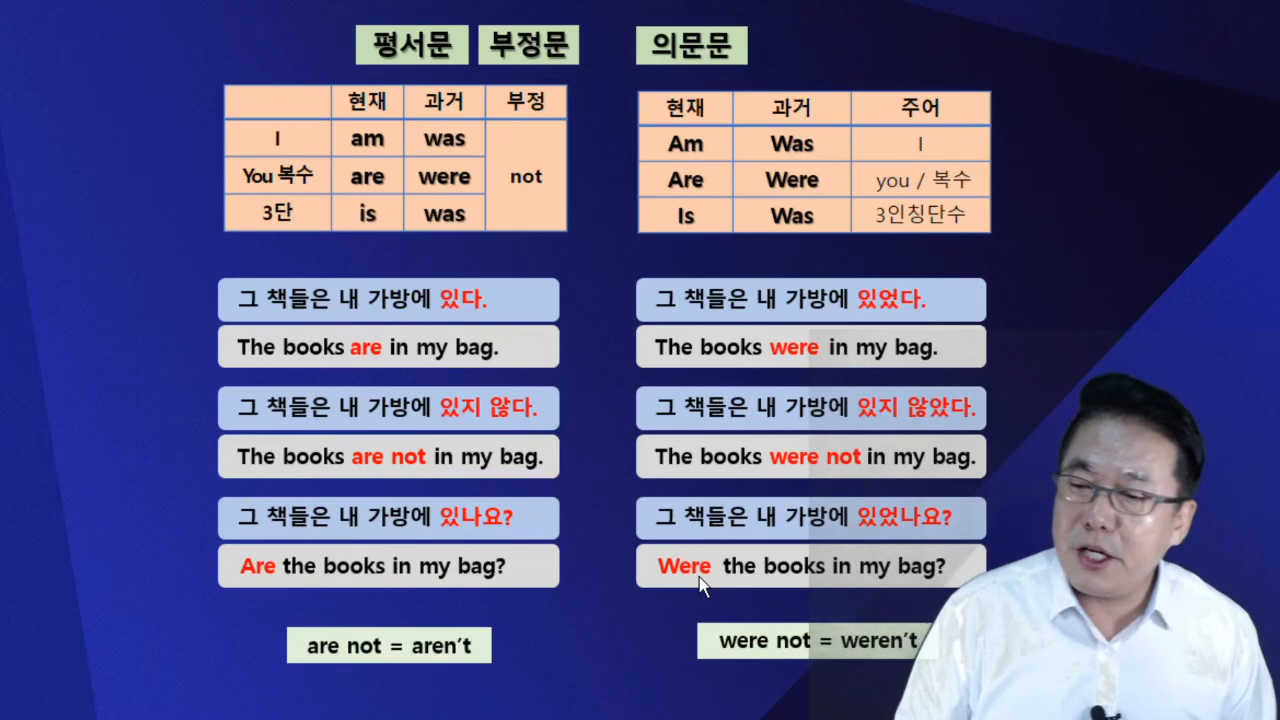 평서문 부정문 의문문
현재 과거 부정
I am was
You 복수 are were not
3단 is was
현재 과거 주어
Am Was I
Are Were you / 복수
Is Was 3인칭단수
그 책들은 내 가방에 있다.
The books are in my bag.
그 책들은 내 가방에 있지 않다.
The books are not in my bag.
그 책들은 내 가방에 있나요?
Are the books in my bag?
are not = aren't
그 책들은 내 가방에 있었다.
The books were in my bag.
그 책들은 내 가방에 있지 않았다.
The books were not in my bag.
그 책들은 내 가방에 있었나요?
Were the books in my bag?
were not = weren't